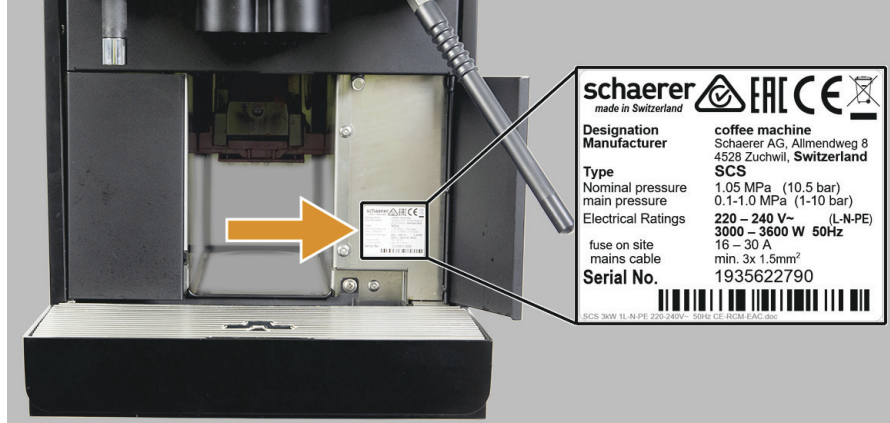 schaerer
made in Switzerland
EAC CE
Designation coffee machine
Manufacturer Schaerer AG, Allmendweg 8
4528 Zuchwil, Switzerland
Type SCS
Nominal pressure 1.05 MPa (10.5 bar)
main pressure 0.1-1.0 MPa (1-10 bar)
Electrical Ratings 220 – 240 V~ (L-N-PE)
3000 – 3600 W 50Hz
fuse on site 16 – 30 A
mains cable min. 3x 1.5mm²
Serial No. 1935622790
SCS 3kW 1L-N-PE 220-240V~ 50Hz CE-RCM-EAC.doc
schaerer EAC CE